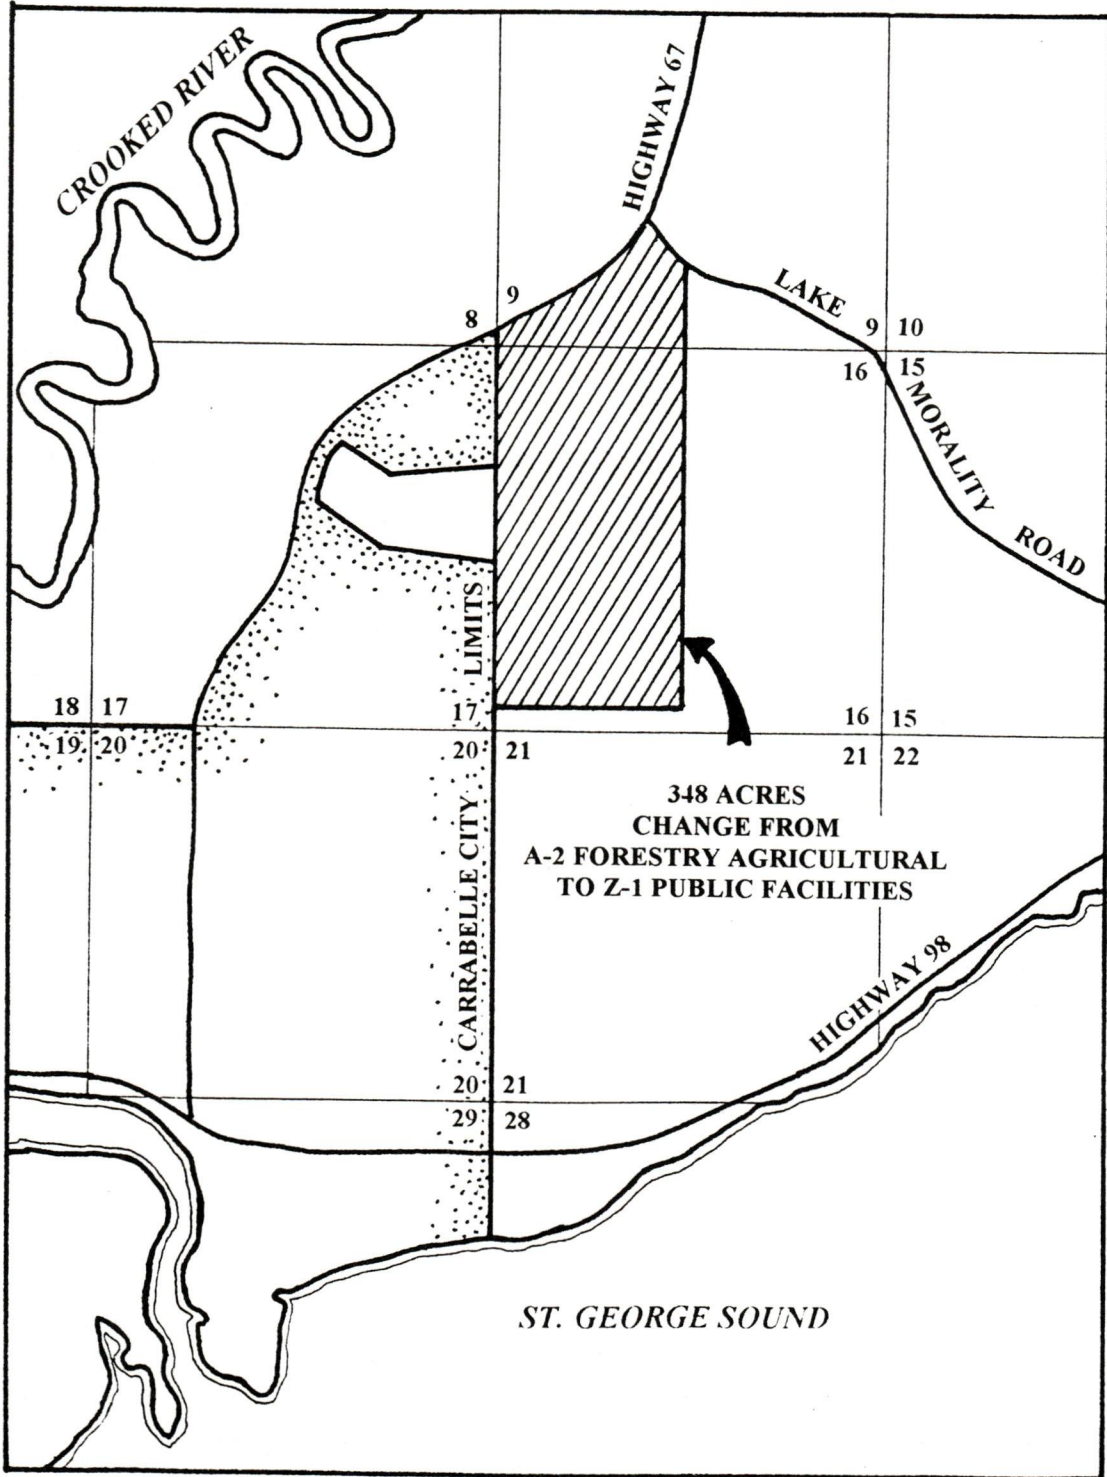 CROOKED RIVER
HIGHWAY 67
LAKE MORALITY ROAD
9
8
9 10
16 15
CARRABELLE CITY LIMITS
18 17
19 20
17
20 21
16 15
21 22
348 ACRES
CHANGE FROM
A-2 FORESTRY AGRICULTURAL
TO Z-1 PUBLIC FACILITIES
HIGHWAY 98
20 21
29 28
ST. GEORGE SOUND